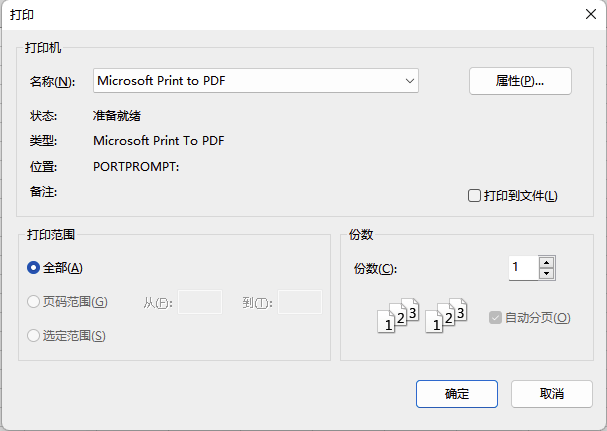 打印
打印机
名称(N): Microsoft Print to PDF 属性(P)...
状态: 准备就绪
类型: Microsoft Print To PDF
位置: PORTPROMPT:
备注:
打印到文件(L)
打印范围
全部(A)
页码范围(G) 从(F): 到(T):
选定范围(S)
份数
份数(C): 1
1 2 3 1 2 3 自动分页(O)
确定 取消